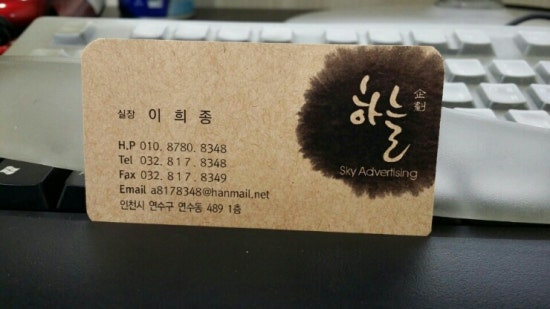 실장 이 희 종
H.P 010. 8780. 8348
Tel 032. 817. 8348
Fax 032. 817. 8349
Email a8178348@hanmail.net
인천시 연수구 연수동 489 1층
하늘
企劃
Sky Advertising